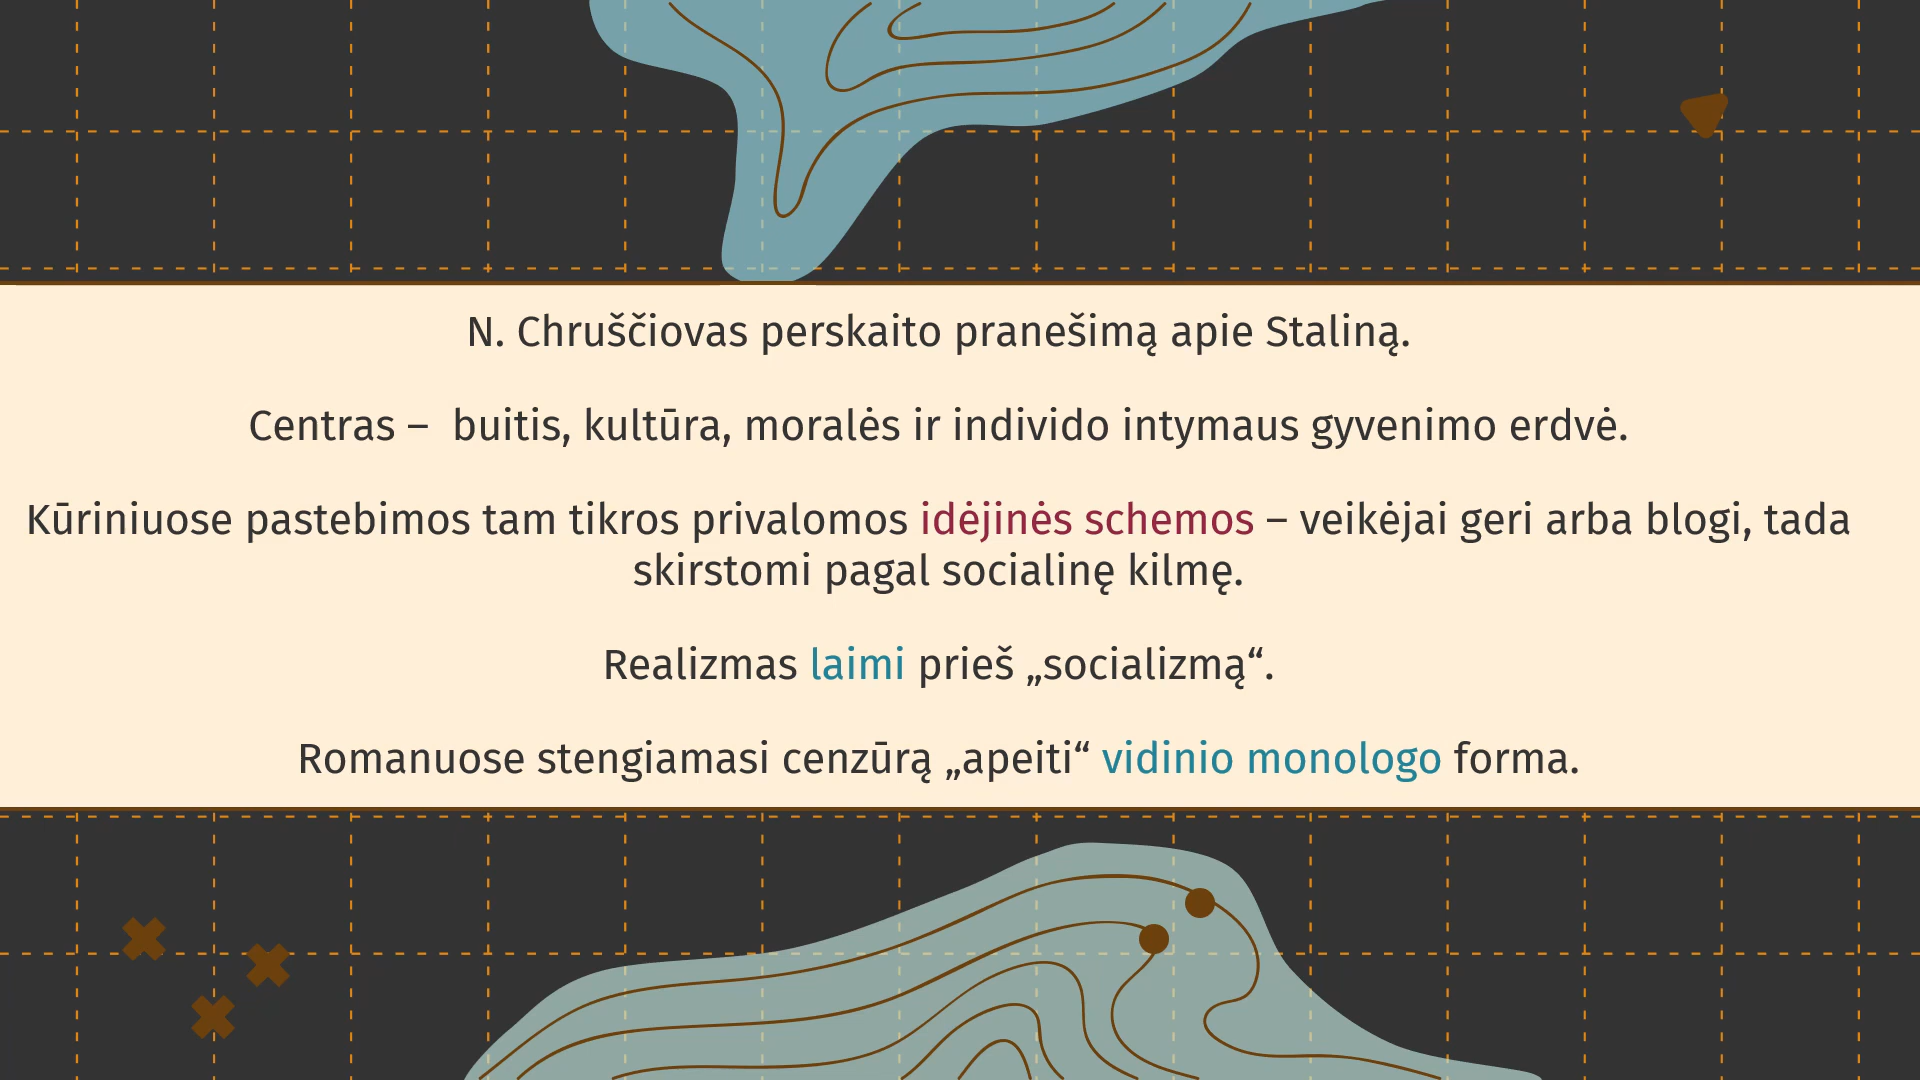 N. Chruščiovas perskaito pranešimą apie Staliną.
Centras –  buitis, kultūra, moralės ir individo intymaus gyvenimo erdvė.
Kūriniuose pastebimos tam tikros privalomos idėjinės schemos – veikėjai geri arba blogi, tada
skirstomi pagal socialinę kilmę.
Realizmas laimi prieš „socializmą“.
Romanuose stengiamasi cenzūrą „apeiti“ vidinio monologo forma.